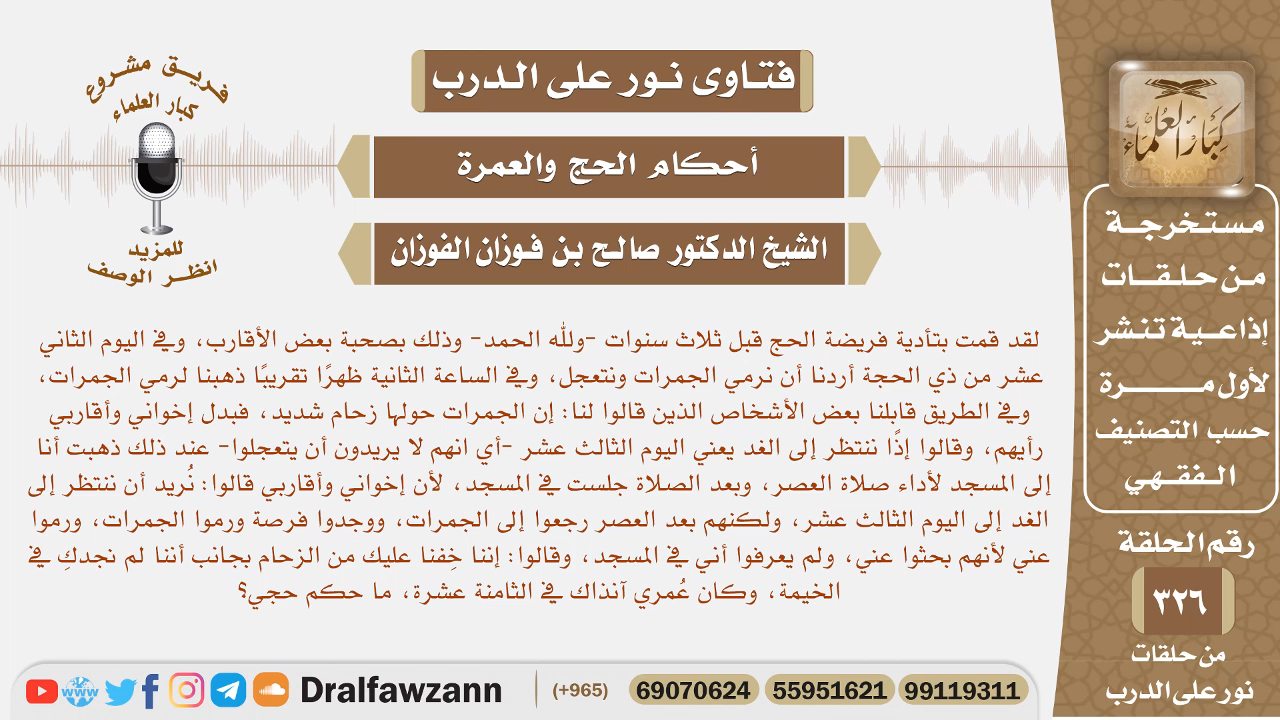 فتاوى نور على الدرب
أحكام الحج والعمرة
الشيخ الدكتور صالح بن فوزان الفوزان
فريق مشروع
كبار العلماء
للمزيد
انظر الوصف
لقد قمت بتأدية فريضة الحج قبل ثلاث سنوات -ولله الحمد- وذلك بصحبة بعض الأقارب، وفي اليوم الثاني
عشر من ذي الحجة أردنا أن نرمي الجمرات ونتعجل، وفي الساعة الثانية ظهرًا تقريبًا ذهبنا لرمي الجمرات،
وفي الطريق قابلنا بعض الأشخاص الذين قالوا لنا: إن الجمرات حولها زحام شديد، فبدل إخواني وأقاربي
رأيهم، وقالوا إذًا ننتظر إلى الغد يعني اليوم الثالث عشر -أي انهم لا يريدون أن يتعجلوا- عند ذلك ذهبت أنا
إلى المسجد لأداء صلاة العصر، وبعد الصلاة جلست في المسجد، لأن إخواني وأقاربي قالوا: نُريد أن ننتظر إلى
الغد إلى اليوم الثالث عشر، ولكنهم بعد العصر رجعوا إلى الجمرات، ووجدوا فرصة ورموا الجمرات، ورموا
عني لأنهم بحثوا عني، ولم يعرفوا أني في المسجد، وقالوا: إننا خِفنا عليك من الزحام بجانب أننا لم نجدكِ في
الخيمة، وكان عُمري آنذاك في الثامنة عشرة، ما حكم حجي؟
كبار العلماء
مستخرجة
من حلقات
إذاعية تنشر
لأول مرة
حسب التصنيف
الفقهي
رقم الحلقة
٣٢٦
من حلقات
نور على الدرب
www Dralfawzann (+965) 69070624 55951621 99119311